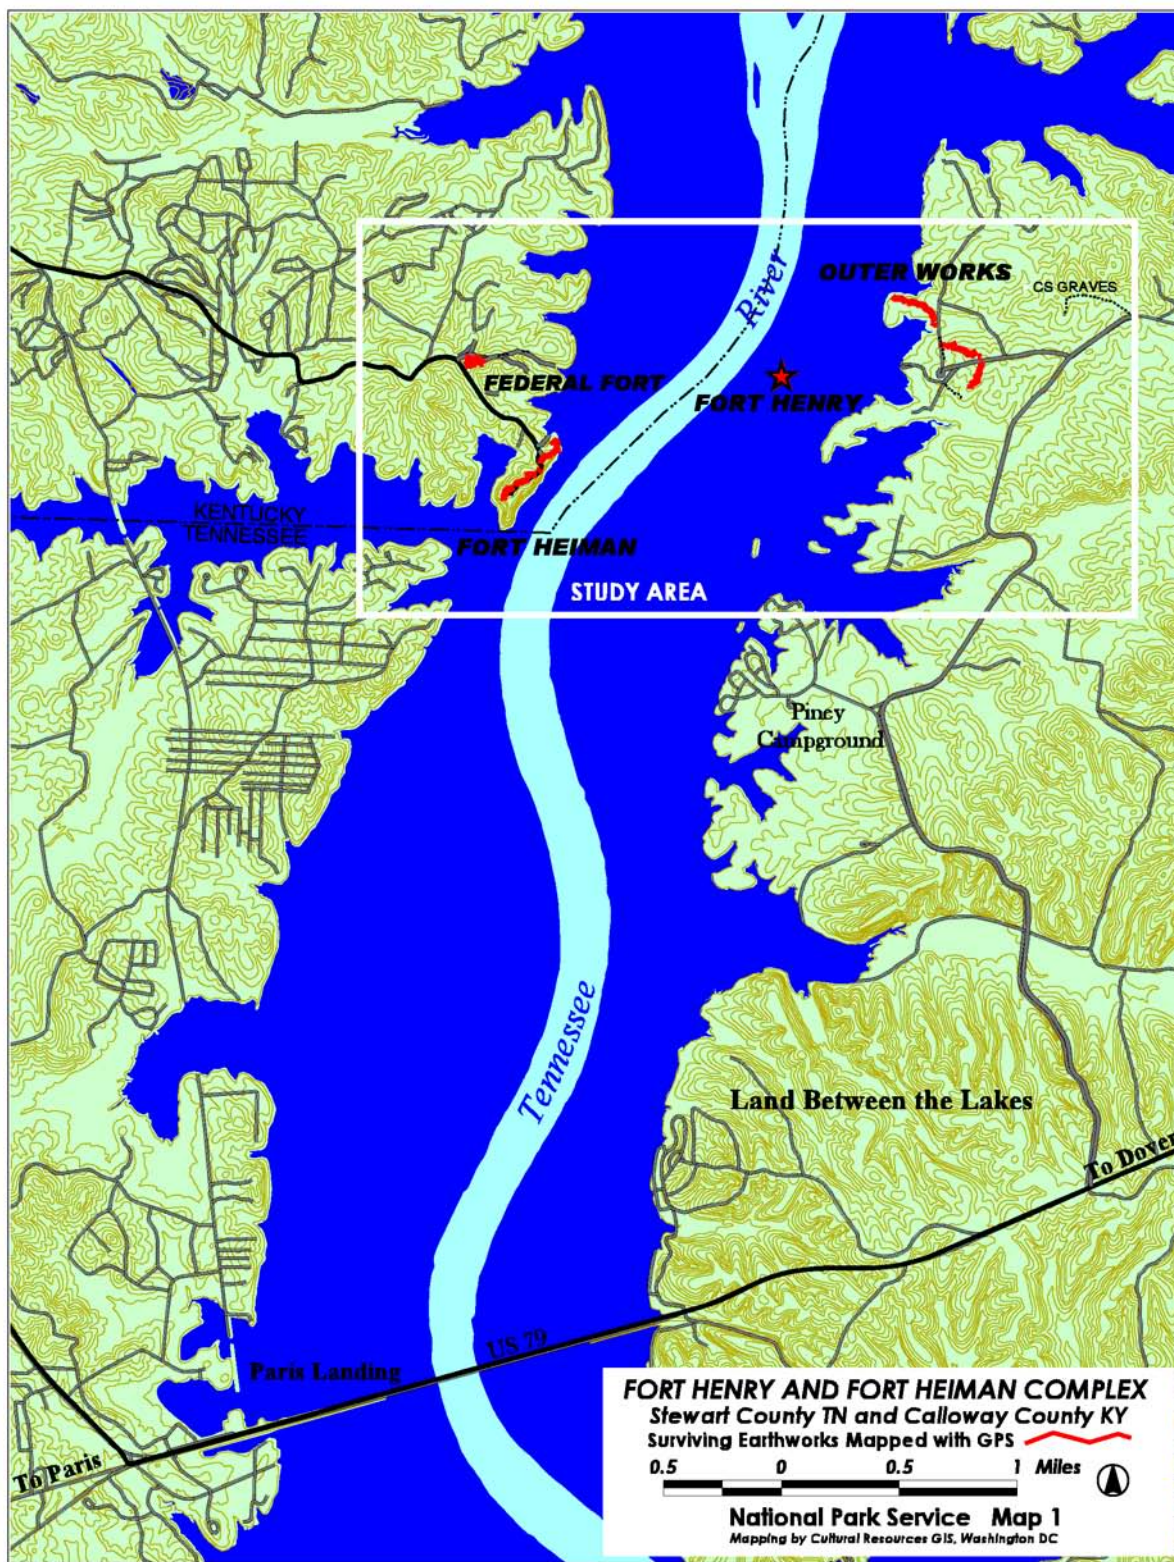 River
OUTER WORKS
CS GRAVES
FEDERAL FORT
FORT HENRY
KENTUCKY
TENNESSEE
FORT HEIMAN
STUDY AREA
Piney
Campground
Tennessee
Land Between the Lakes
To Dover
US 79
Paris Landing
To Paris
FORT HENRY AND FORT HEIMAN COMPLEX
Stewart County TN and Calloway County KY
Surviving Earthworks Mapped with GPS
0.5 0 0.5 1 Miles
National Park Service Map 1
Mapping by Cultural Resources GIS, Washington DC